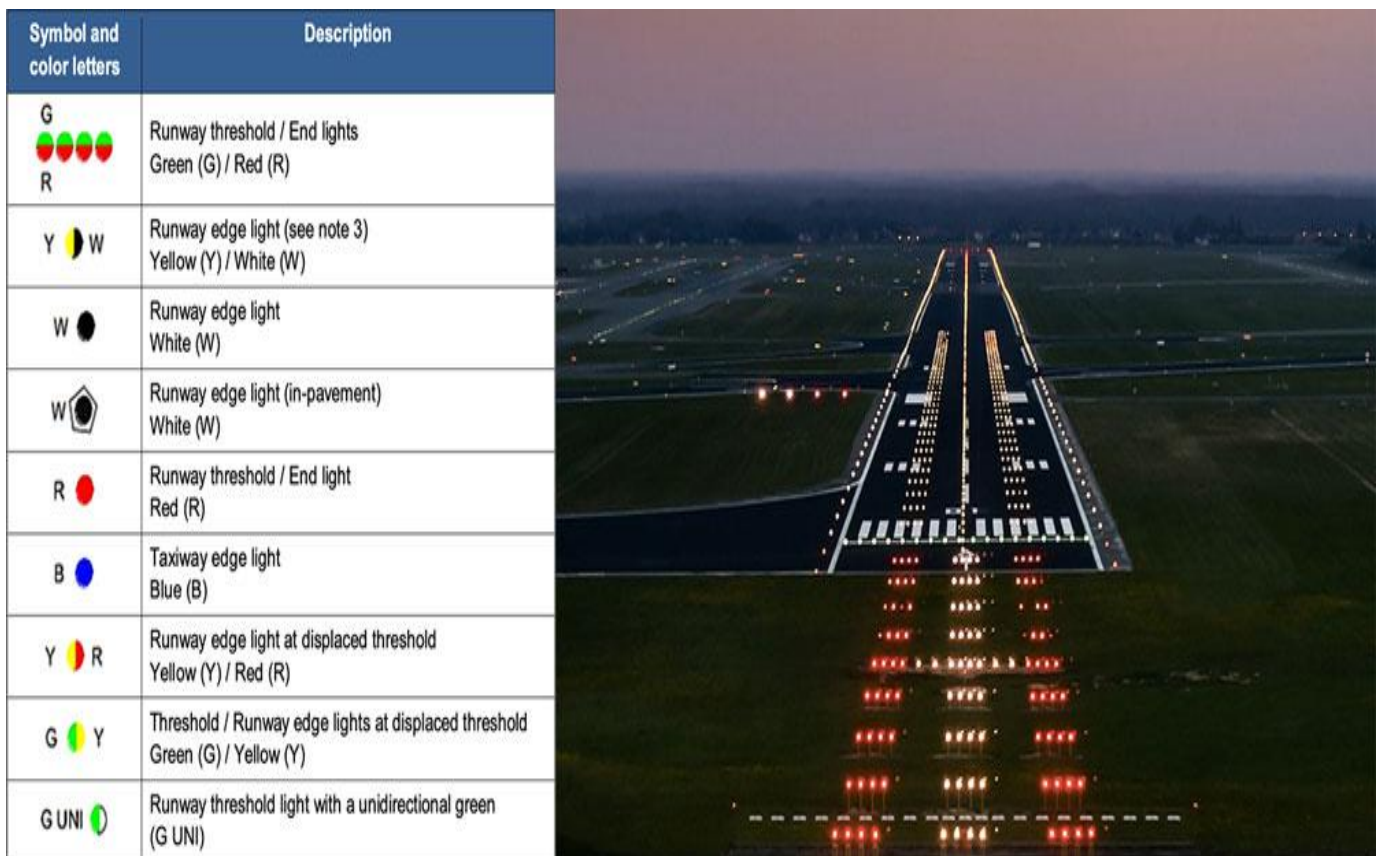 Symbol and
color letters
Description
G
R
Runway threshold / End lights
Green (G) / Red (R)
Y W
Runway edge light (see note 3)
Yellow (Y) / White (W)
W
Runway edge light
White (W)
W
Runway edge light (in-pavement)
White (W)
R
Runway threshold / End light
Red (R)
B
Taxiway edge light
Blue (B)
Y R
Runway edge light at displaced threshold
Yellow (Y) / Red (R)
G Y
Threshold / Runway edge lights at displaced threshold
Green (G) / Yellow (Y)
G UNI
Runway threshold light with a unidirectional green
(G UNI)